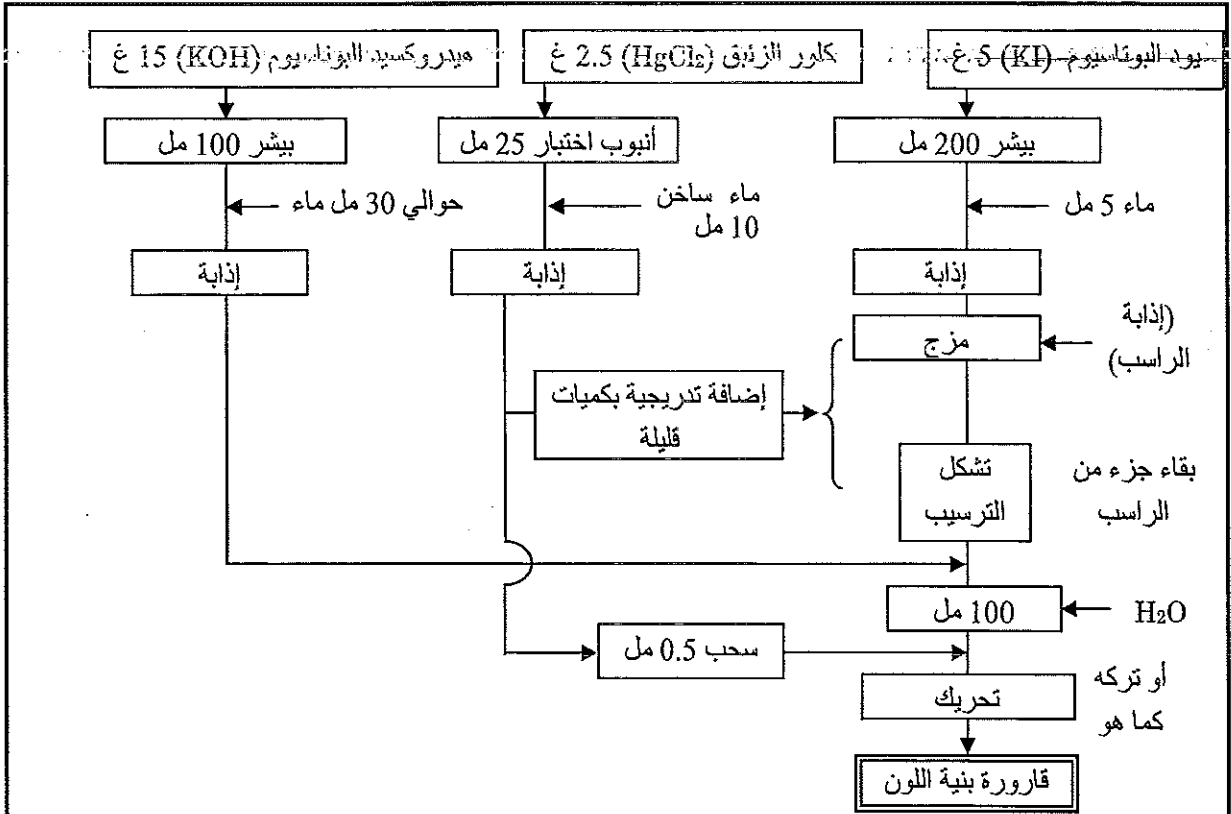 يود البوتاسيوم (KI) 5 غ
كلور الزئبق (HgCl₂) 2.5 غ
هيدروكسيد البوتاسيوم (KOH) 15 غ
بيشر 200 مل
أنبوب اختبار 25 مل
بيشر 100 مل
ماء 5 مل
ماء ساخن
10 مل
حوالي 30 مل ماء
إذابة
إذابة
إذابة
(إذابة
الراسب)
مزج
إضافة تدريجية بكميات
قليلة
تشكل
الترسيب
بقاء جزء من
الراسب
100 مل
H₂O
سحب 0.5 مل
تحريك
أو تركه
كما هو
قارورة بنية اللون